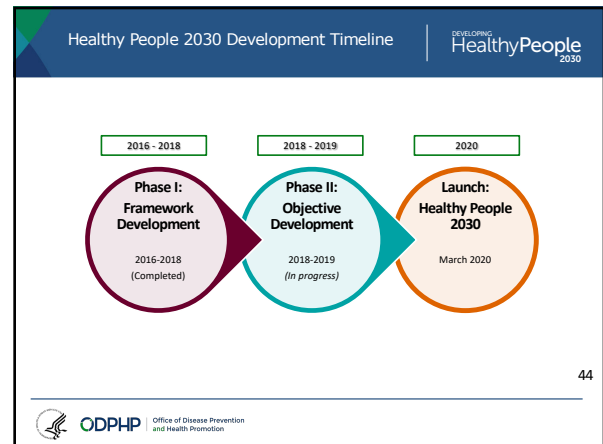 Healthy People 2030 Development Timeline
DEVELOPING
HealthyPeople
2030
2016 - 2018
2018 - 2019
2020
Phase I:
Framework
Development
2016-2018
(Completed)
Phase II:
Objective
Development
2018-2019
(In progress)
Launch:
Healthy People
2030
March 2020
44
ODPHP
Office of Disease Prevention
and Health Promotion